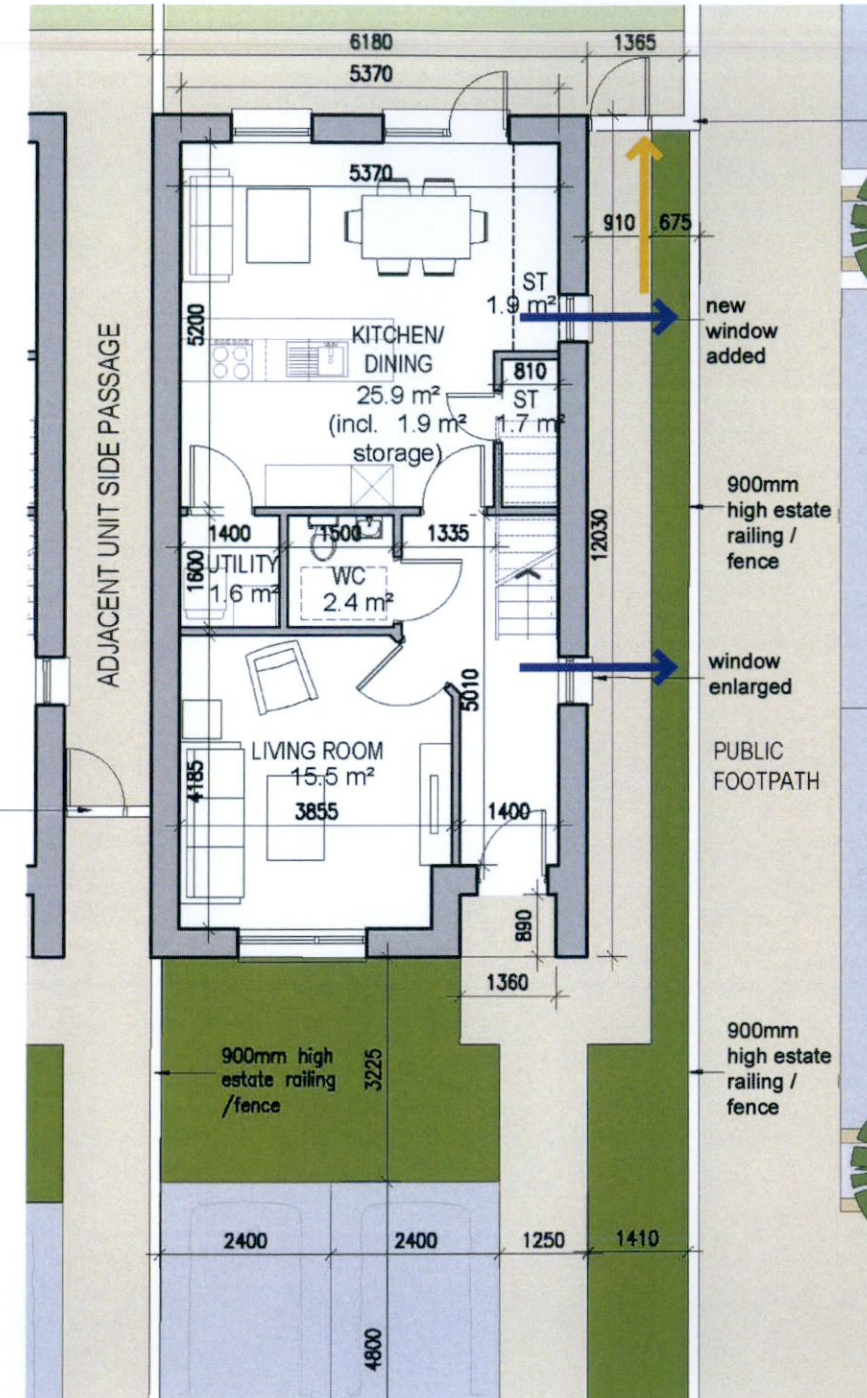 6180
1365
5370
5370
910
675
ST
1.9 m²
new
window
added
5200
KITCHEN/
DINING
25.9 m²
(incl. 1.9 m²
storage)
810
ST
1.7 m²
ADJACENT UNIT SIDE PASSAGE
900mm
high estate
railing /
fence
12030
1400
1500
1335
1600
UTILITY
1.6 m²
WC
2.4 m²
window
enlarged
5010
LIVING ROOM
15.5 m²
4185
3855
1400
PUBLIC
FOOTPATH
890
1360
900mm high
estate railing
/fence
3225
900mm
high estate
railing /
fence
2400
2400
1250
1410
4800